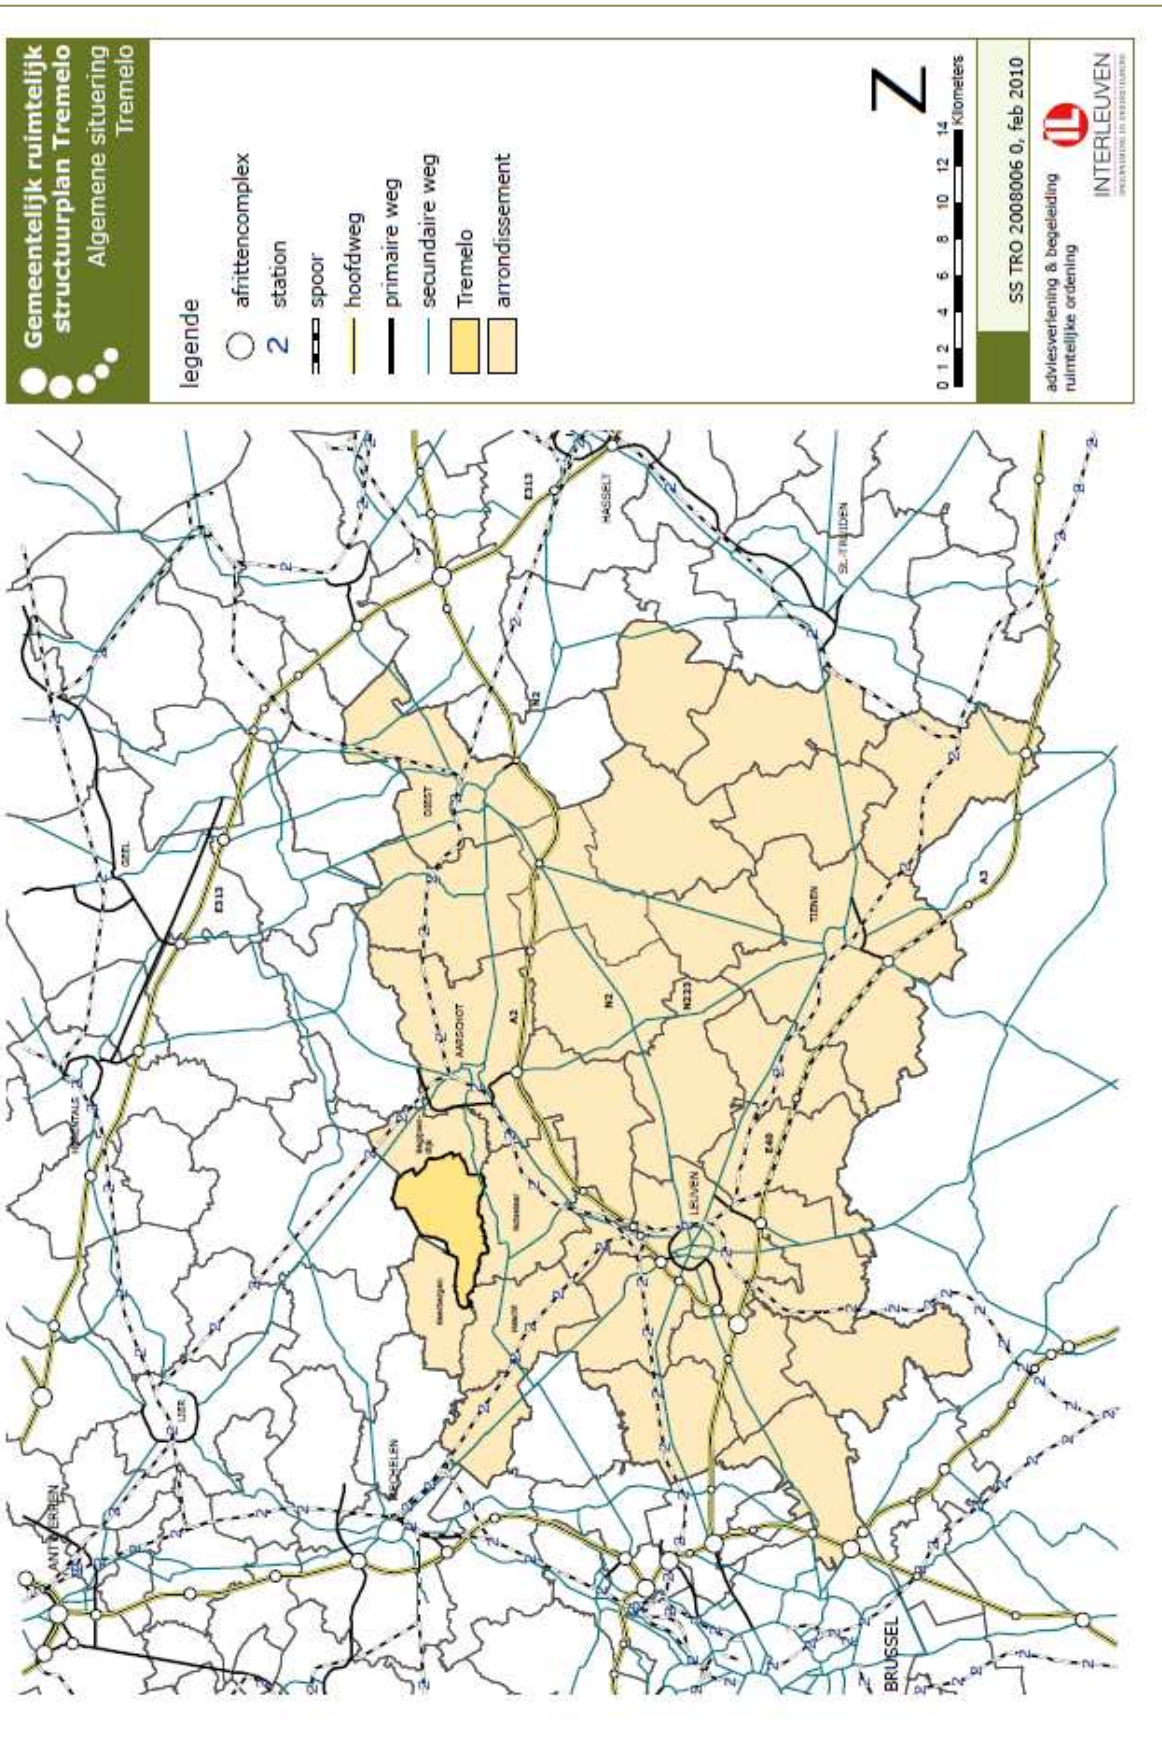 Gemeentelijk ruimtelijk
structuurplan Tremelo
Algemene situering
Tremelo
legende
afrittencomplex
2 station
spoor
hoofdweg
primaire weg
secundaire weg
Tremelo
arrondissement
Z
0 1 2 4 6 8 10 12 14
Kilometers
SS TRO 2008006 0, feb 2010
adviesverlening & begeleiding
ruimtelijke ordening
IL
INTERLEUVEN
ANTWERPEN
LIER
HERENTALS
GEEL
E313
E313
MECHELEN
AARSCHOT
DIEST
A2
N2
N2
N223
HASSELT
ST.-TRUIDEN
LEUVEN
E40
TIENEN
A3
BRUSSEL